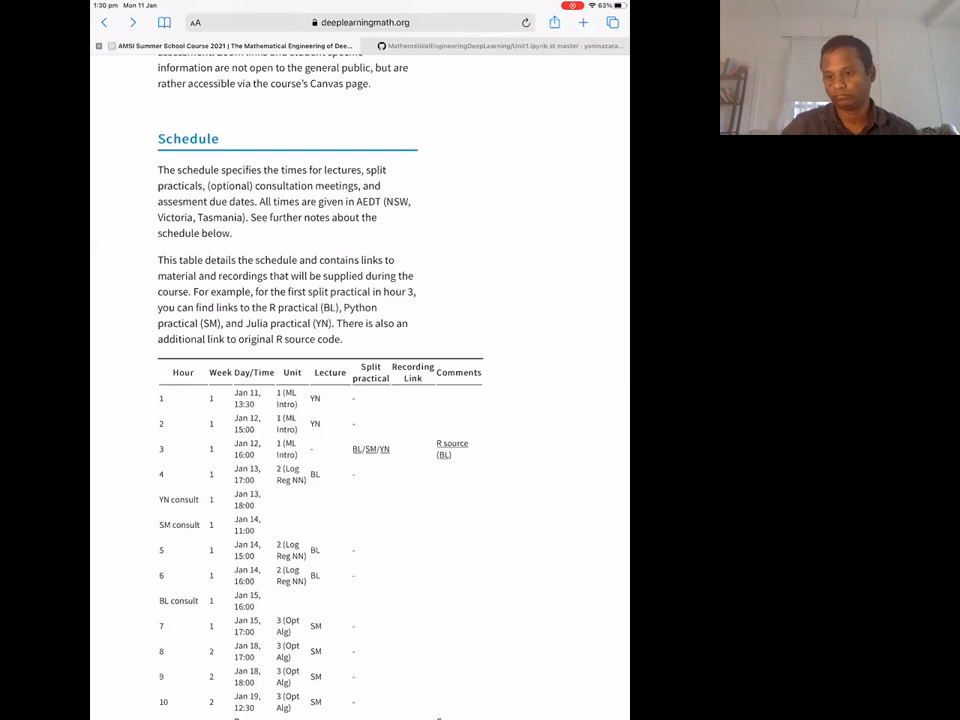 1:30 pm Mon 11 Jan
63%
AA
deeplearningmath.org
AMSI Summer School Course 2021 | The Mathematical Engineering of Dee...
information are not open to the general public, but are
rather accessible via the course's Canvas page.
Schedule
The schedule specifies the times for lectures, split
practicals, (optional) consultation meetings, and
assesment due dates. All times are given in AEDT (NSW,
Victoria, Tasmania). See further notes about the
schedule below.
This table details the schedule and contains links to
material and recordings that will be supplied during the
course. For example, for the first split practical in hour 3,
you can find links to the R practical (BL), Python
practical (SM), and Julia practical (YN). There is also an
additional link to original R source code.
Hour Week Day/Time Unit Lecture Split practical Recording Link Comments
1 1 Jan 11, 13:30 1 (ML Intro) YN -
2 1 Jan 12, 15:00 1 (ML Intro) YN -
3 1 Jan 12, 16:00 1 (ML Intro) - BL/SM/YN R source (BL)
4 1 Jan 13, 17:00 2 (Log Reg NN) BL -
YN consult 1 Jan 13, 18:00
SM consult 1 Jan 14, 11:00
5 1 Jan 14, 15:00 2 (Log Reg NN) BL -
6 1 Jan 14, 16:00 2 (Log Reg NN) BL -
BL consult 1 Jan 15, 16:00
7 1 Jan 15, 17:00 3 (Opt Alg) SM -
8 2 Jan 18, 17:00 3 (Opt Alg) SM -
9 2 Jan 18, 18:00 3 (Opt Alg) SM -
10 2 Jan 19, 12:30 3 (Opt Alg) SM -